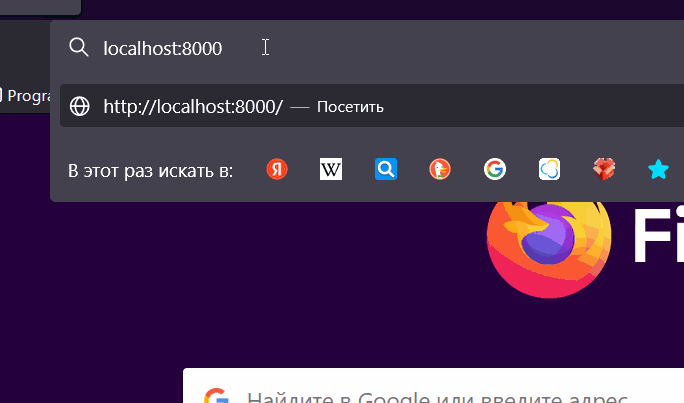 localhost:8000
http://localhost:8000/ — Посетить
Progra
В этот раз искать в:
Fi
Найдите в Google или введите адрес